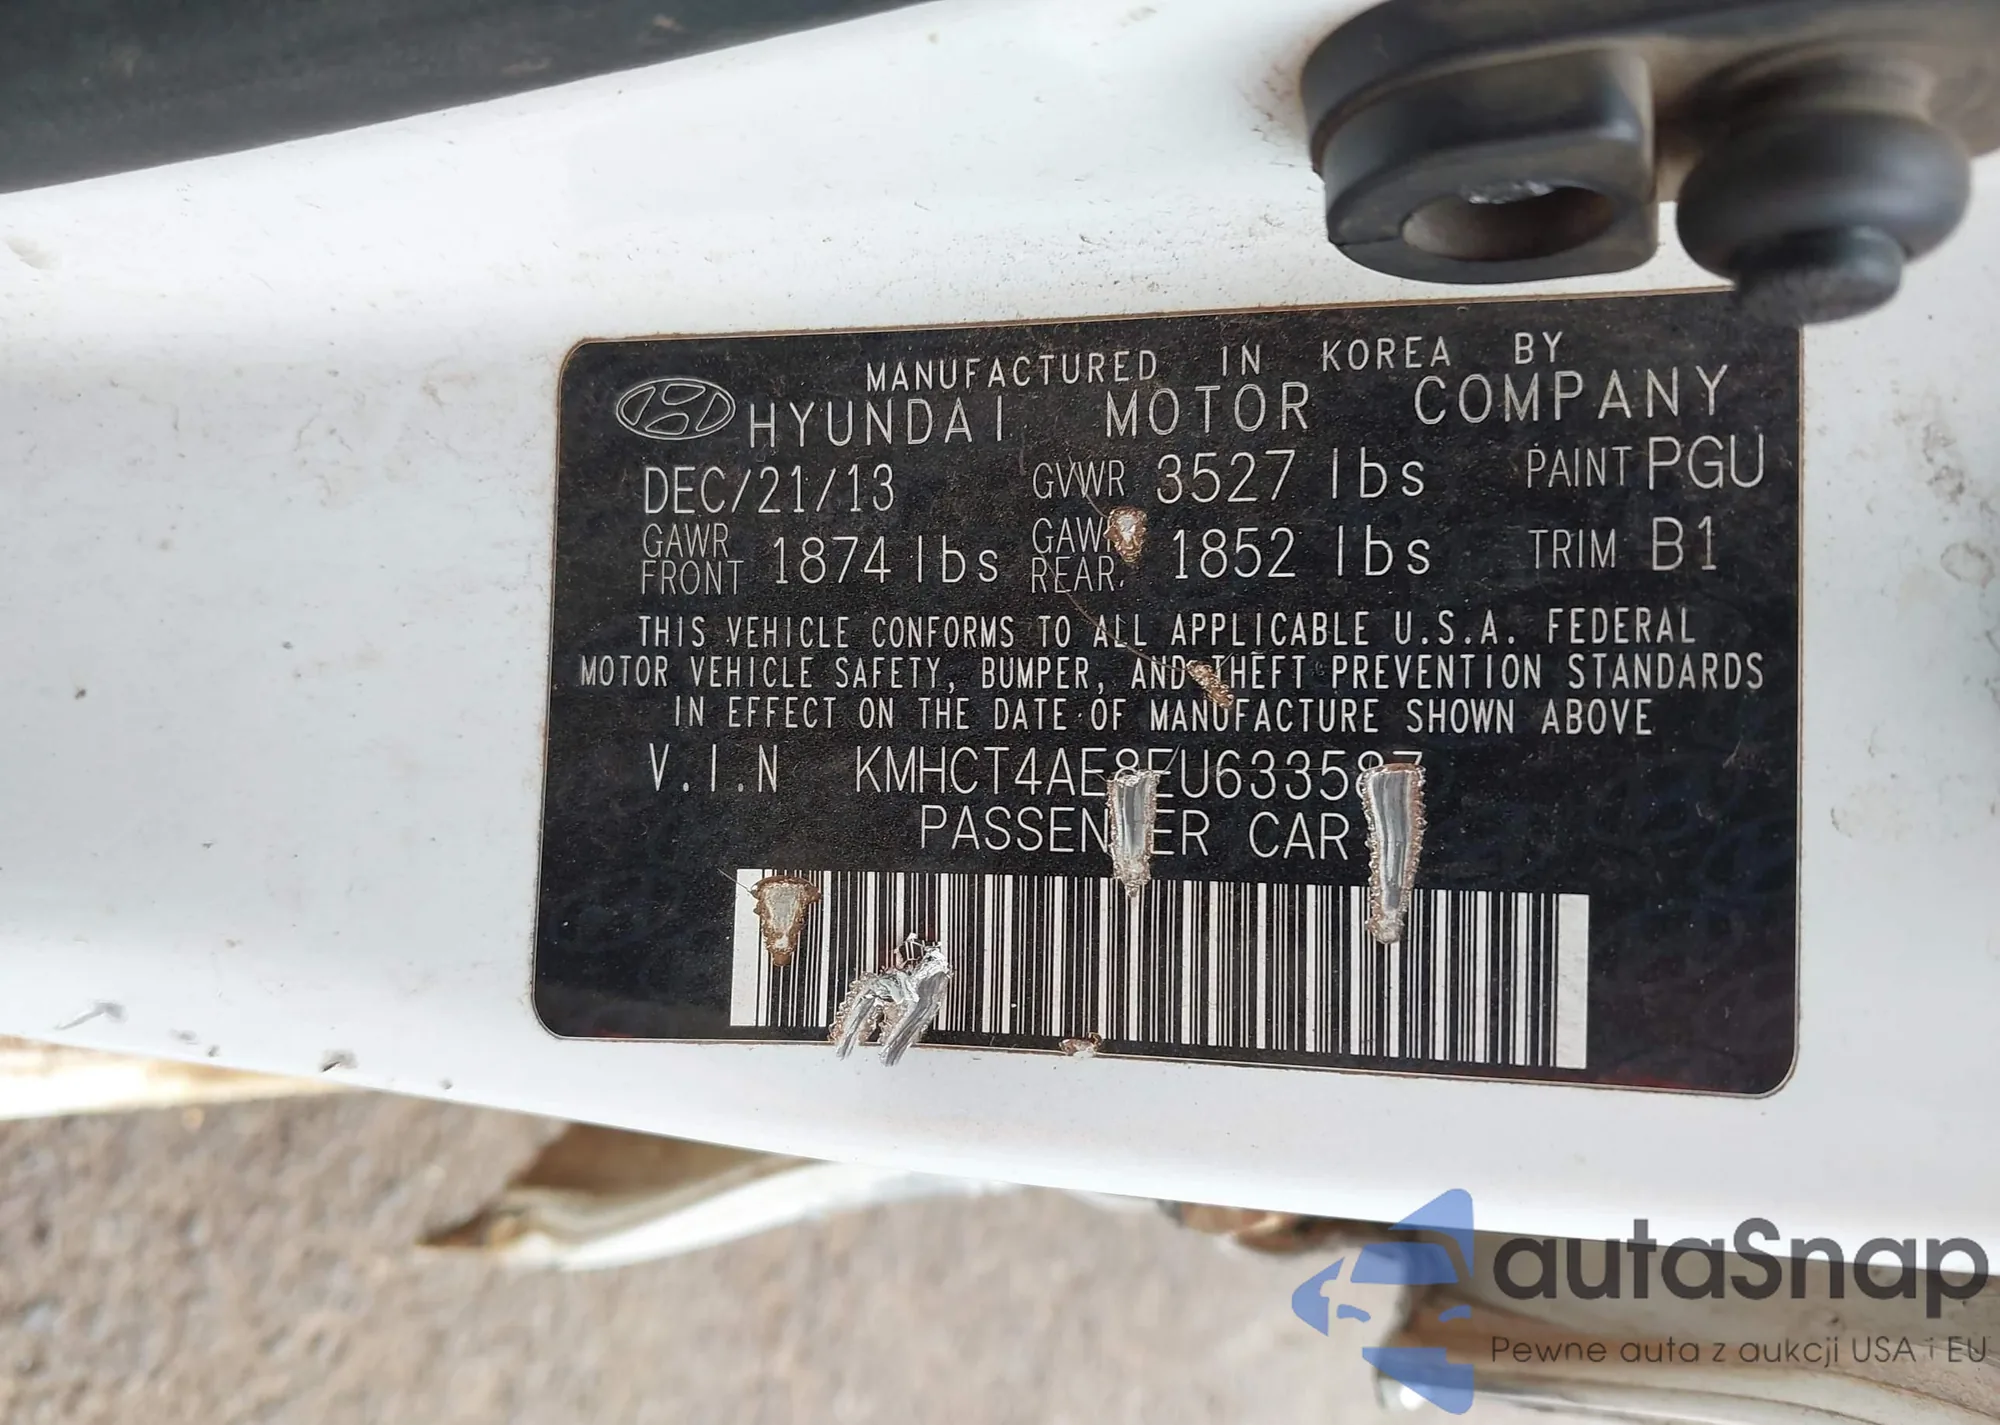 MANUFACTURED IN KOREA BY
HYUNDAI MOTOR COMPANY
DEC/21/13 GVWR 3527 lbs PAINT PGU
GAWR FRONT 1874 lbs GAWR REAR 1852 lbs TRIM B1
THIS VEHICLE CONFORMS TO ALL APPLICABLE U.S.A. FEDERAL
MOTOR VEHICLE SAFETY, BUMPER, AND THEFT PREVENTION STANDARDS
IN EFFECT ON THE DATE OF MANUFACTURE SHOWN ABOVE
V.I.N KMHCT4AE8EU633587
PASSENGER CAR
autaSnap
Pewne auta z aukcji USA i EU